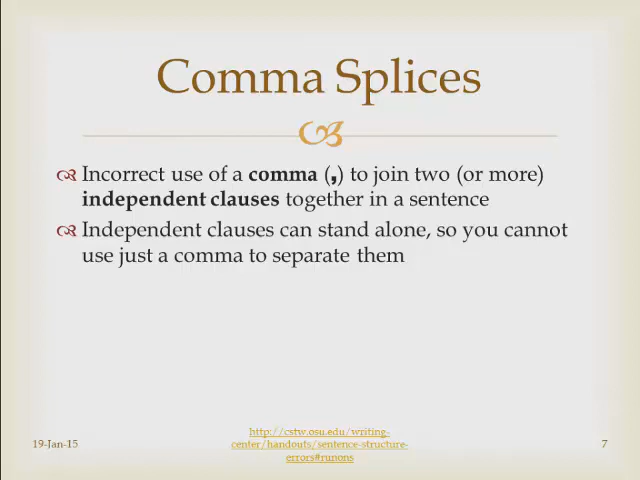 Comma Splices
Incorrect use of a comma (,) to join two (or more)
independent clauses together in a sentence
Independent clauses can stand alone, so you cannot
use just a comma to separate them
19-Jan-15
http://cstw.osu.edu/writing-
center/handouts/sentence-structure-
errors#runons
7